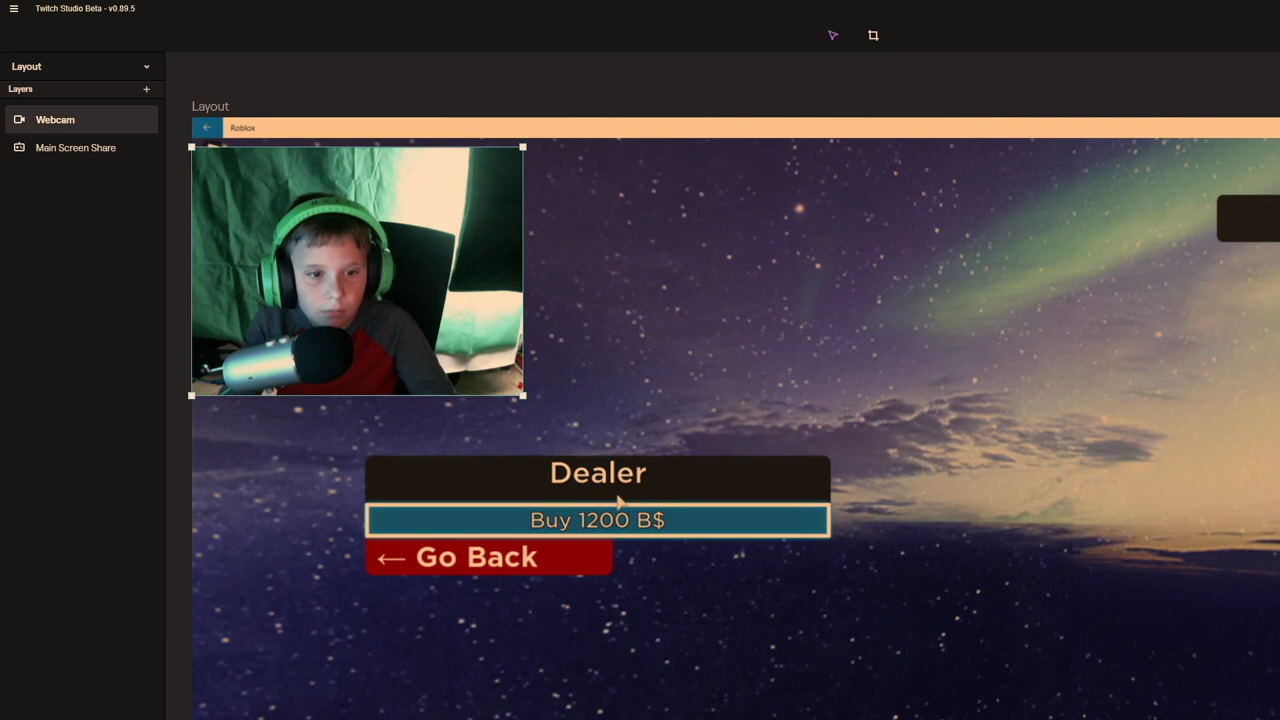 Twitch Studio Beta - v0.89.5
Layout
Layers
Webcam
Main Screen Share
Layout
Roblox
Dealer
Buy 1200 B$
← Go Back